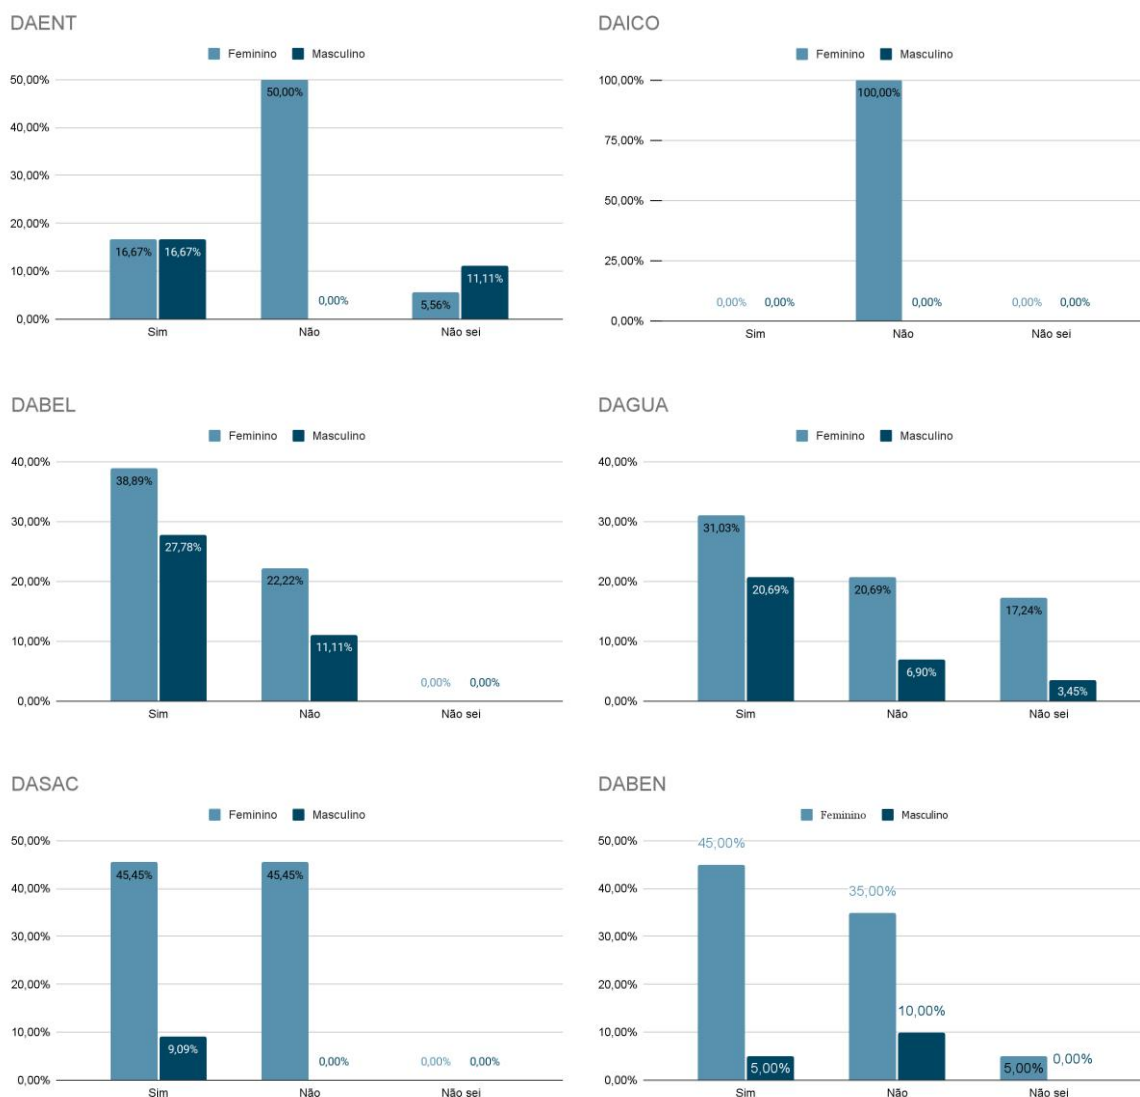 DAENT
Feminino Masculino
50,00%
40,00%
30,00%
20,00%
10,00%
0,00%
16,67% 16,67%
50,00% 0,00%
5,56% 11,11%
Sim Não Não sei
DAICO
Feminino Masculino
100,00%
75,00%
50,00%
25,00%
0,00%
0,00% 0,00%
100,00% 0,00%
0,00% 0,00%
Sim Não Não sei
DABEL
Feminino Masculino
40,00%
30,00%
20,00%
10,00%
0,00%
38,89% 27,78%
22,22% 11,11%
0,00% 0,00%
Sim Não Não sei
DAGUA
Feminino Masculino
40,00%
30,00%
20,00%
10,00%
0,00%
31,03% 20,69%
20,69% 6,90%
17,24% 3,45%
Sim Não Não sei
DASAC
Feminino Masculino
50,00%
40,00%
30,00%
20,00%
10,00%
0,00%
45,45% 9,09%
45,45% 0,00%
0,00% 0,00%
Sim Não Não sei
DABEN
Feminino Masculino
50,00%
40,00%
30,00%
20,00%
10,00%
0,00%
45,00% 5,00%
35,00% 10,00%
5,00% 0,00%
Sim Não Não sei